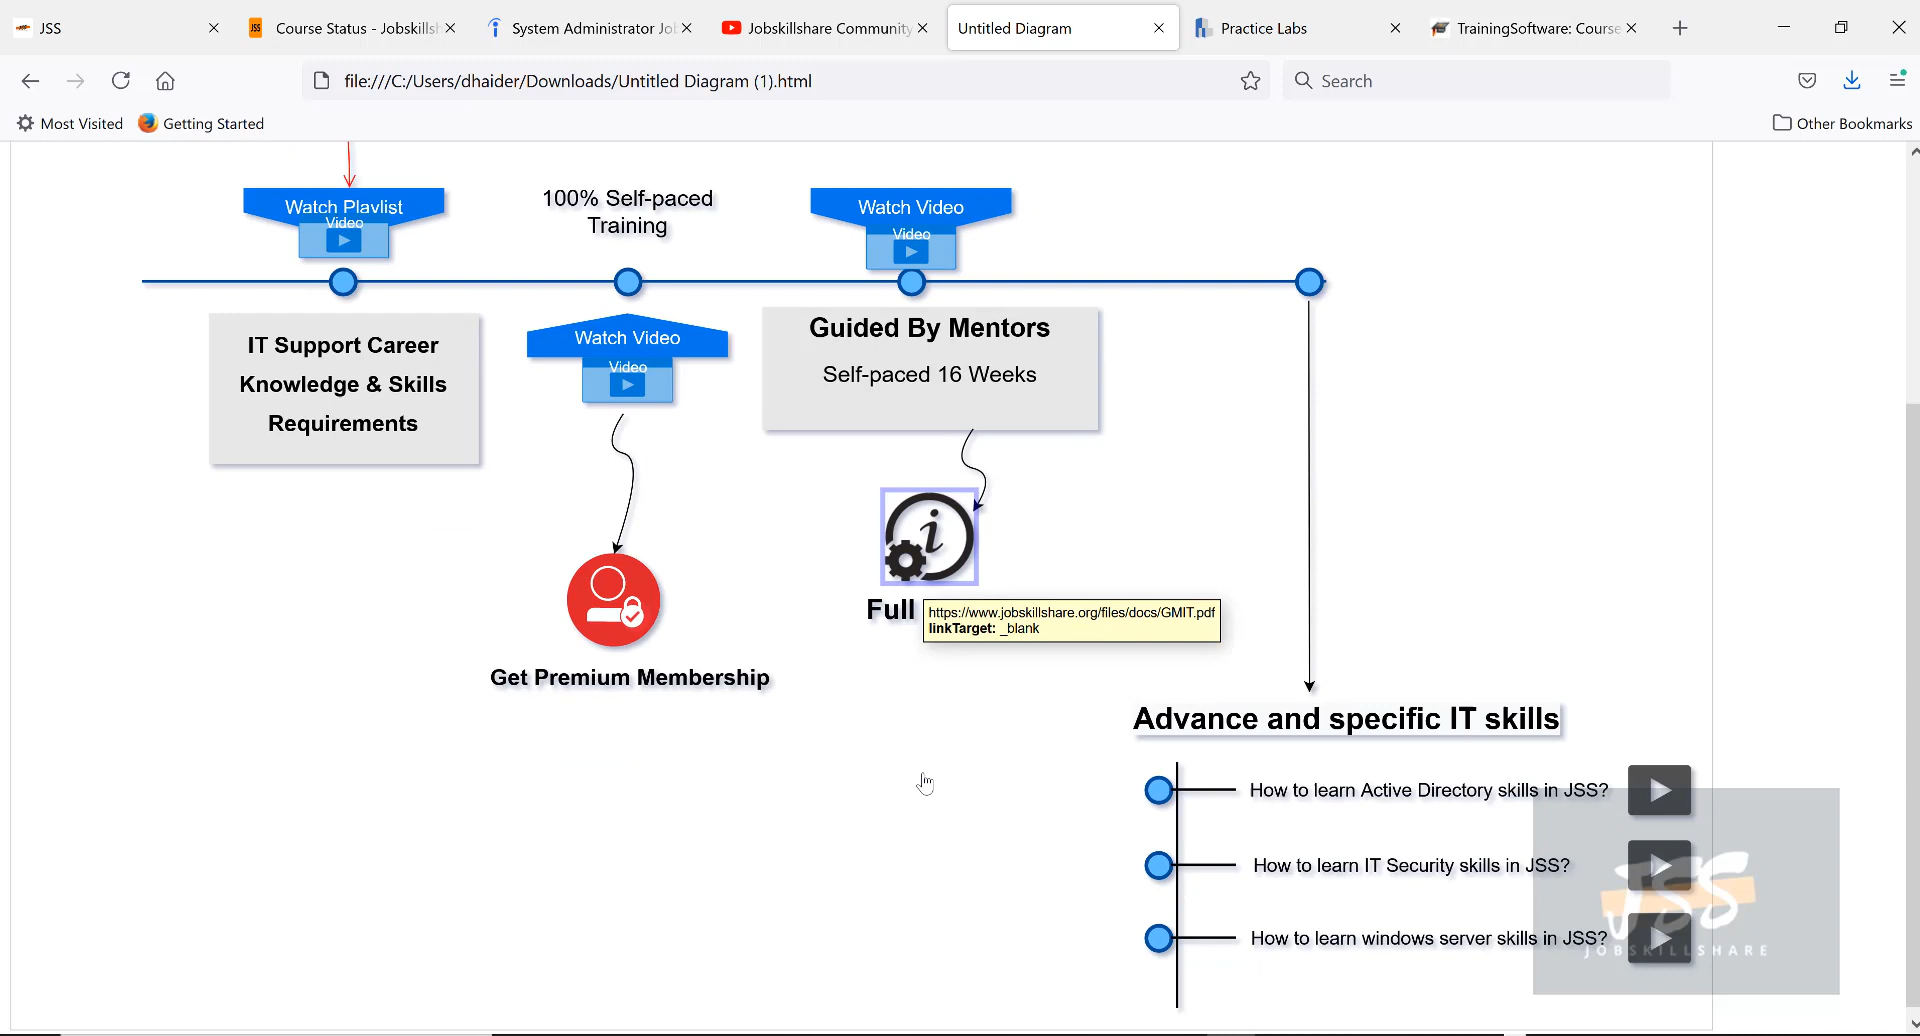 JSS
Course Status - Jobskillsh
System Administrator Jo
Jobskillshare Community
Untitled Diagram
Practice Labs
TrainingSoftware: Course
file:///C:/Users/dhaider/Downloads/Untitled Diagram (1).html
Search
Most Visited
Getting Started
Other Bookmarks
Watch Playlist
Video
100% Self-paced
Training
Watch Video
Video
IT Support Career
Knowledge & Skills
Requirements
Watch Video
Video
Guided By Mentors
Self-paced 16 Weeks
Full
https://www.jobskillshare.org/files/docs/GMIT.pdf
linkTarget: _blank
Get Premium Membership
Advance and specific IT skills
How to learn Active Directory skills in JSS?
How to learn IT Security skills in JSS?
How to learn windows server skills in JSS?
JSS
JOBSKILLSHARE